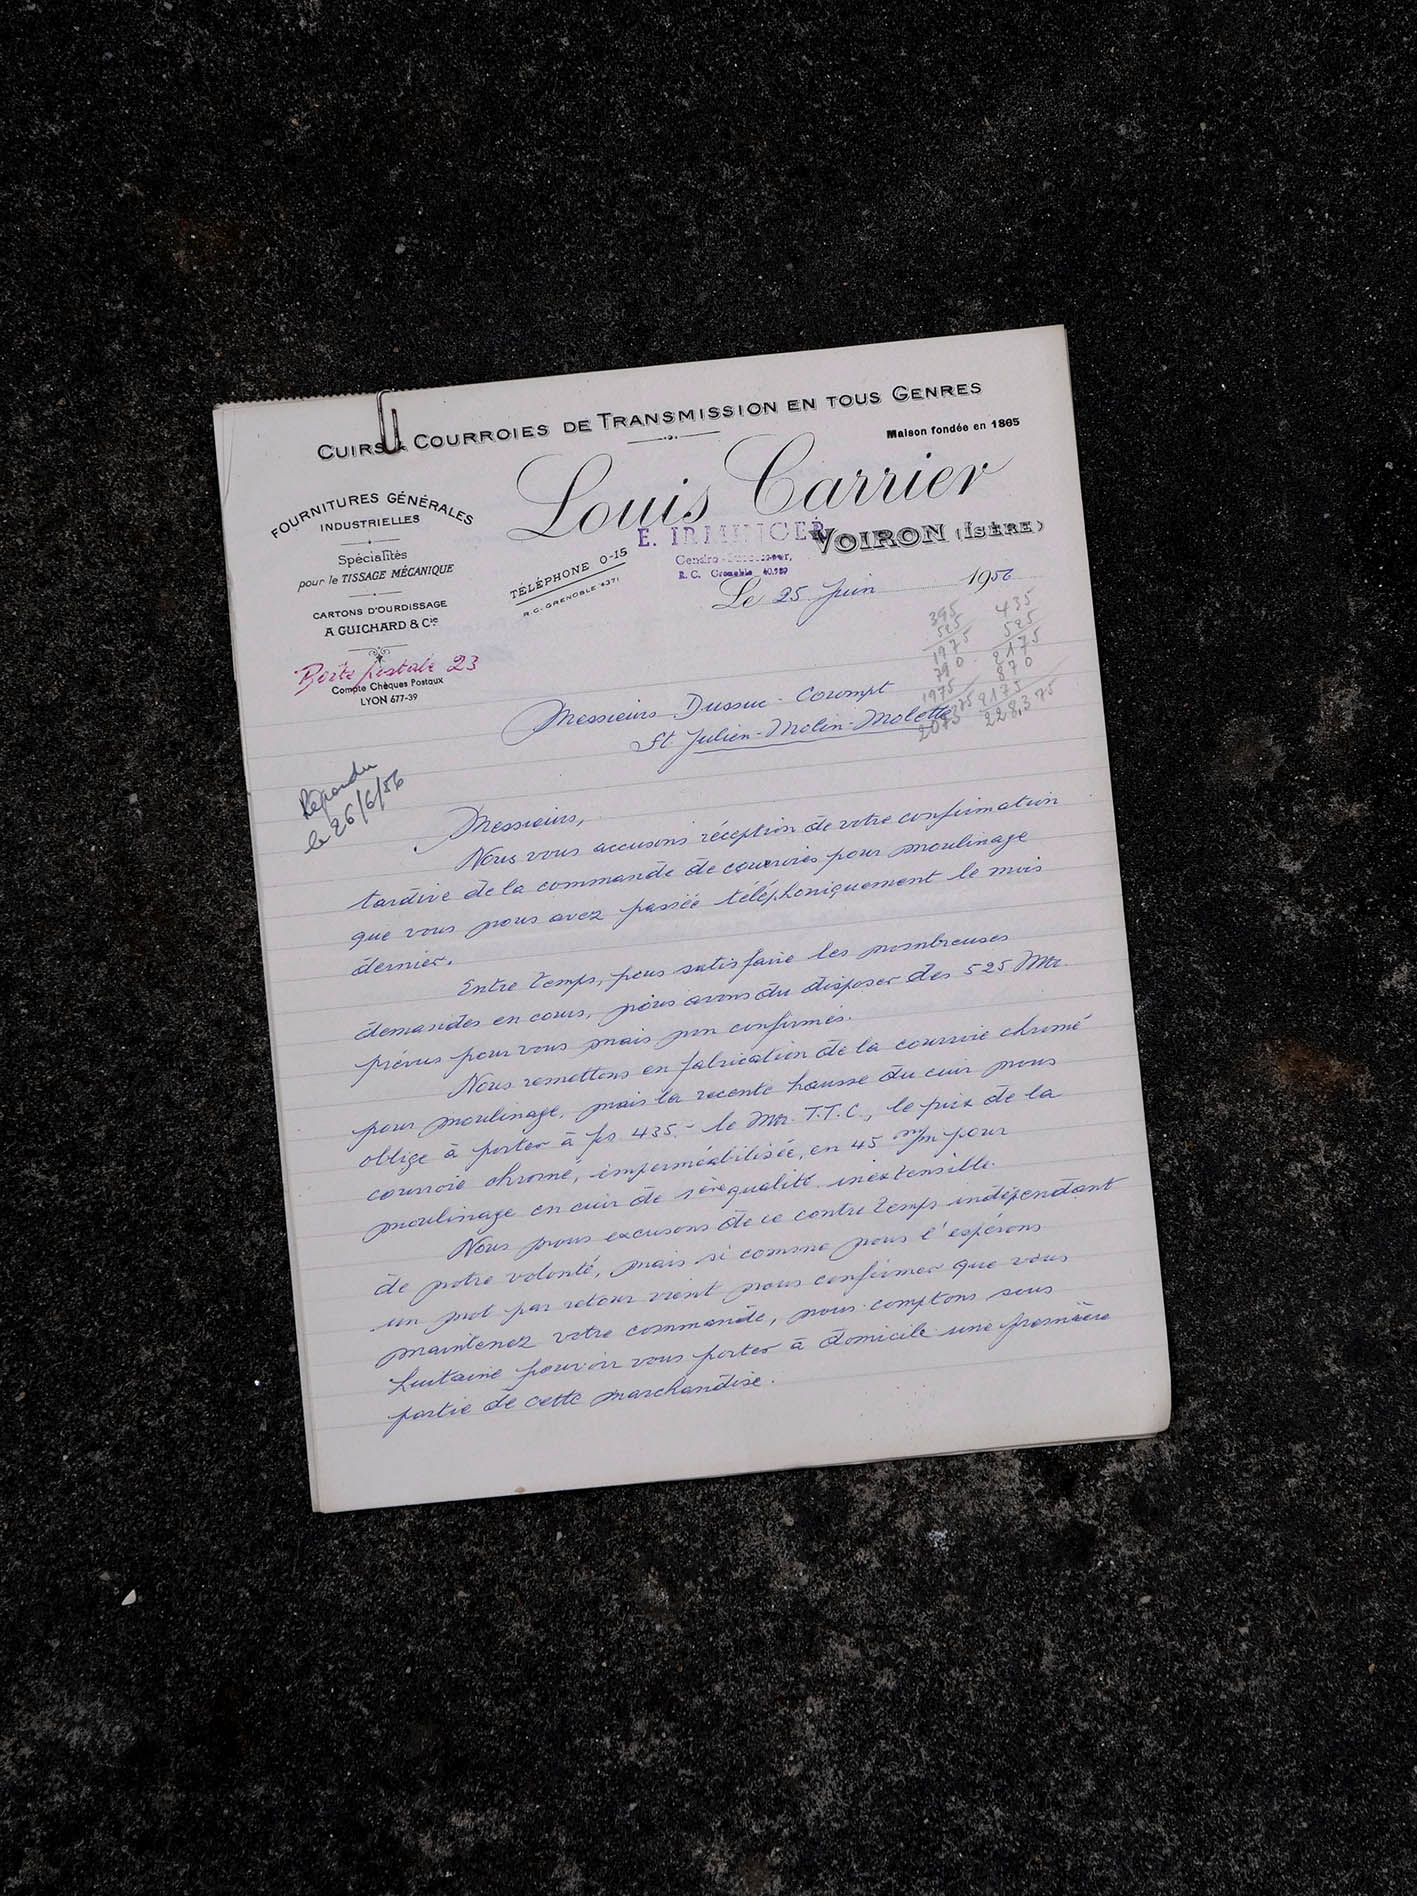 CUIRS & COURROIES DE TRANSMISSION EN TOUS GENRES
Maison fondée en 1865
Louis Carrier
E. IRMINGER
VOIRON (ISÈRE)
Gendre-Successeur,
R. C. Grenoble 40.989
FOURNITURES GÉNÉRALES
INDUSTRIELLES
Spécialités
pour le TISSAGE MÉCANIQUE
CARTONS D'OURDISSAGE
A GUICHARD & Cie
Boîte postale 23
Compte Chèques Postaux
LYON 677-39
TÉLÉPHONE 0-15
R.C. GRENOBLE 4371
Le 25 Juin 1956
395 435
525 525
1975 2175
790 870
1975 2175
228,375
Messieurs Dussuc-Corompt
St Julien-Molin-Molette
Répondu
le 26/6/56
Messieurs,
Nous vous accusons réception de votre confirmation
tardive de la commande de courroies pour moulinage
que vous nous avez passée téléphoniquement le mois
dernier.
Entre temps, pour satisfaire les nombreuses
demandes en cours, nous avons du disposer des 525 Mtr.
prévus pour vous mais non confirmés.
Nous remettons en fabrication de la courroie chromé
pour moulinage, mais la recente hausse du cuir nous
oblige à porter à frs 435.- le Mtr. T.T.C., le prix de la
courroie chromé, imperméabilisée, en 45 m/m pour
moulinage en cuir de 1ère qualité inextensible.
Nous nous excusons de ce contre temps indépendant
de notre volonté, mais si comme nous l'espérons
un mot par retour vient nous confirmer que vous
maintenez votre commande, nous comptons sous
huitaine pouvoir vous porter à domicile une première
partie de cette marchandise.